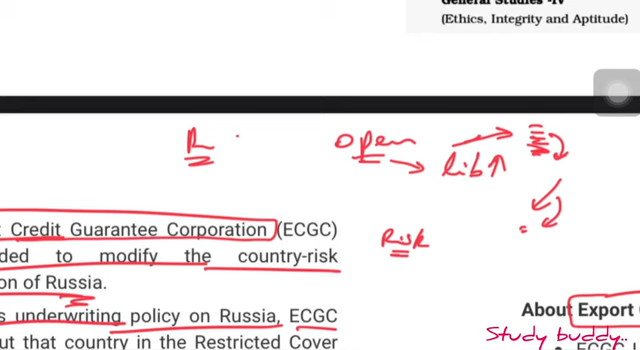 General Studies -IV
(Ethics, Integrity and Aptitude)
R
open
lib↑
Risk
Credit Guarantee Corporation (ECGC)
ded to modify the country-risk
on of Russia.
s underwriting policy on Russia, ECGC
ut that country in the Restricted Cover
About Export
Study buddy..